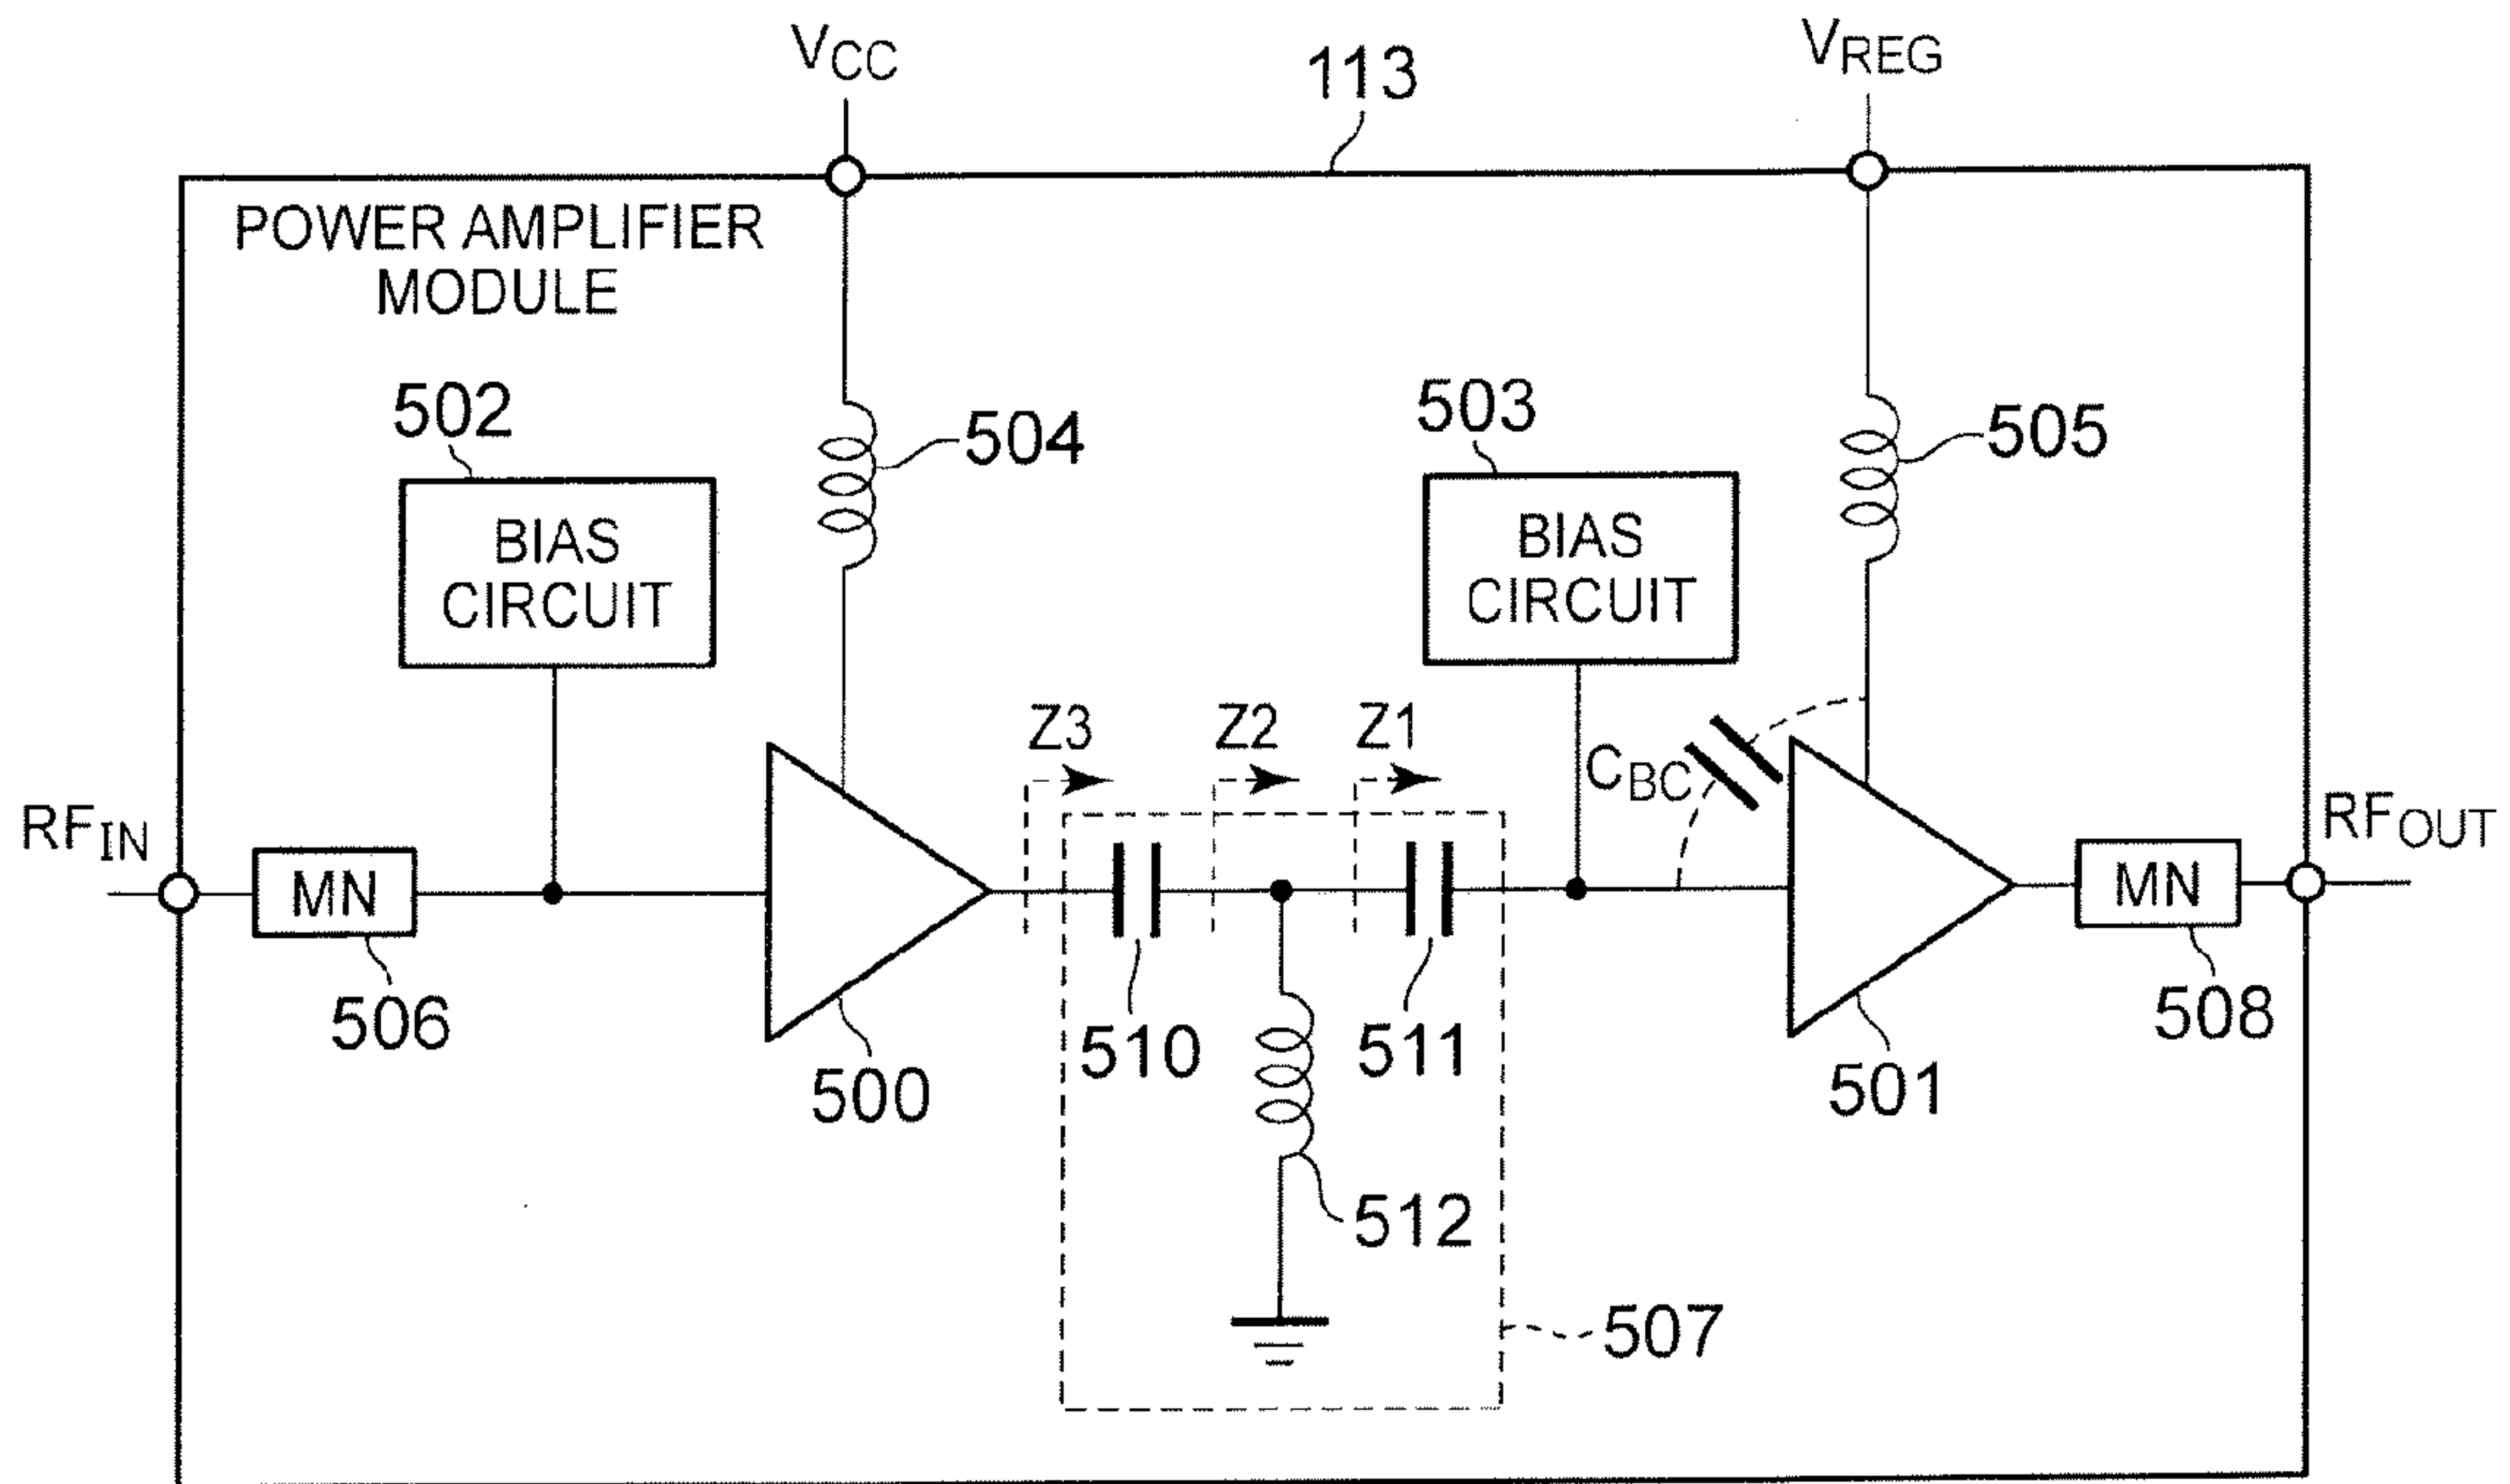 VCC
VREG
113
POWER AMPLIFIER
MODULE
502
504
503
505
BIAS
CIRCUIT
BIAS
CIRCUIT
Z3
Z2
Z1
CBC
RFIN
RFOUT
MN
MN
506
500
510
511
501
508
512
507